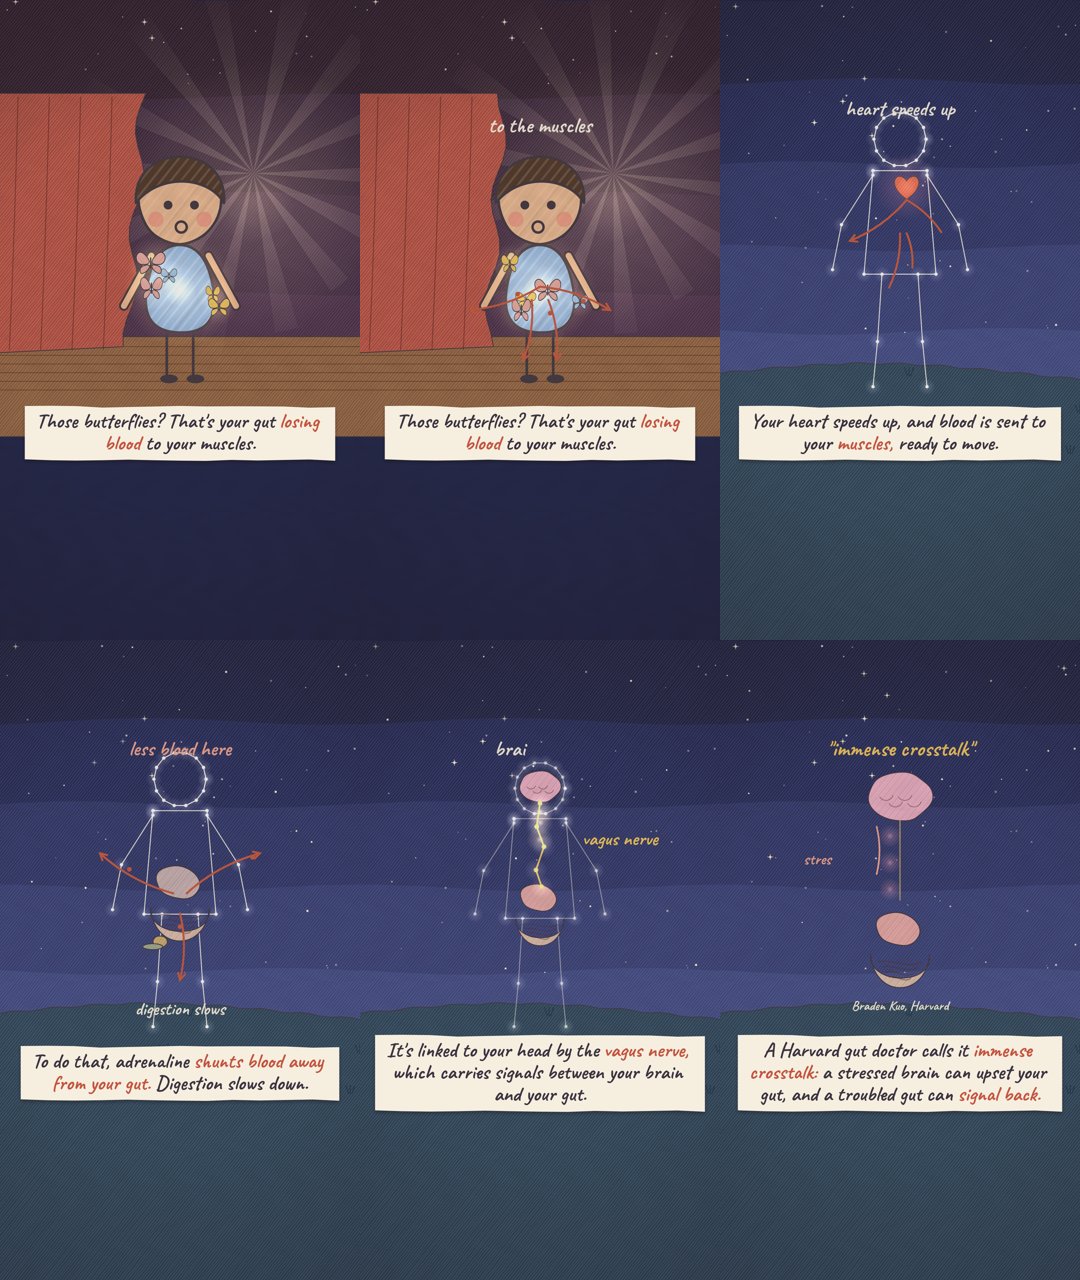 Those butterflies? That's your gut losing
blood to your muscles.
to the muscles
Those butterflies? That's your gut losing
blood to your muscles.
heart speeds up
Your heart speeds up, and blood is sent to
your muscles, ready to move.
less blood here
digestion slows
To do that, adrenaline shunts blood away
from your gut. Digestion slows down.
brai
vagus nerve
It's linked to your head by the vagus nerve,
which carries signals between your brain
and your gut.
"immense crosstalk"
stres
Braden Kuo, Harvard
A Harvard gut doctor calls it immense
crosstalk: a stressed brain can upset your
gut, and a troubled gut can signal back.